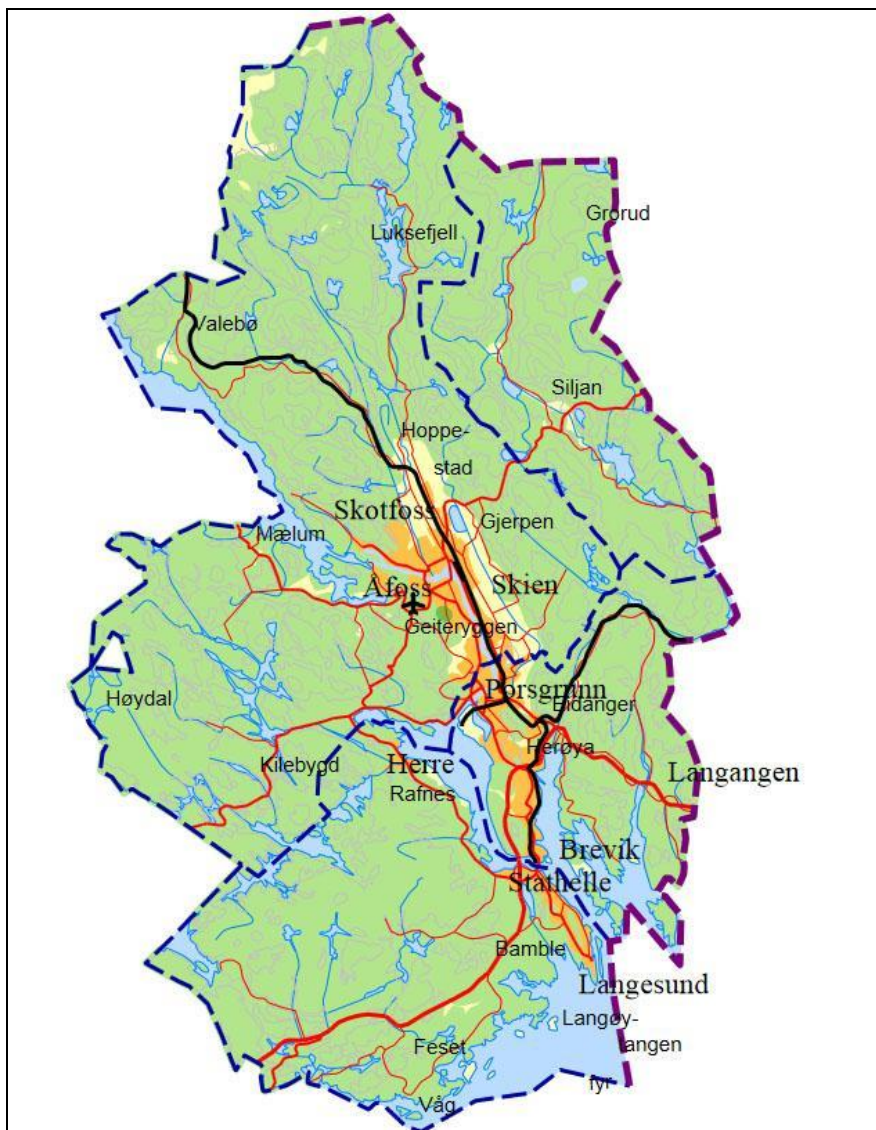 Grorud
Luksefjell
Valebø
Siljan
Hoppe-
stad
Skotfoss
Gjerpen
Mælum
Åfoss
Skien
Geiteryggen
Porsgrunn
Høydal
Eidanger
Herøya
Kilebygd
Herre
Langangen
Rafnes
Brevik
Stathelle
Bamble
Langesund
Langøy-
tangen
fyr
Feset
Våg